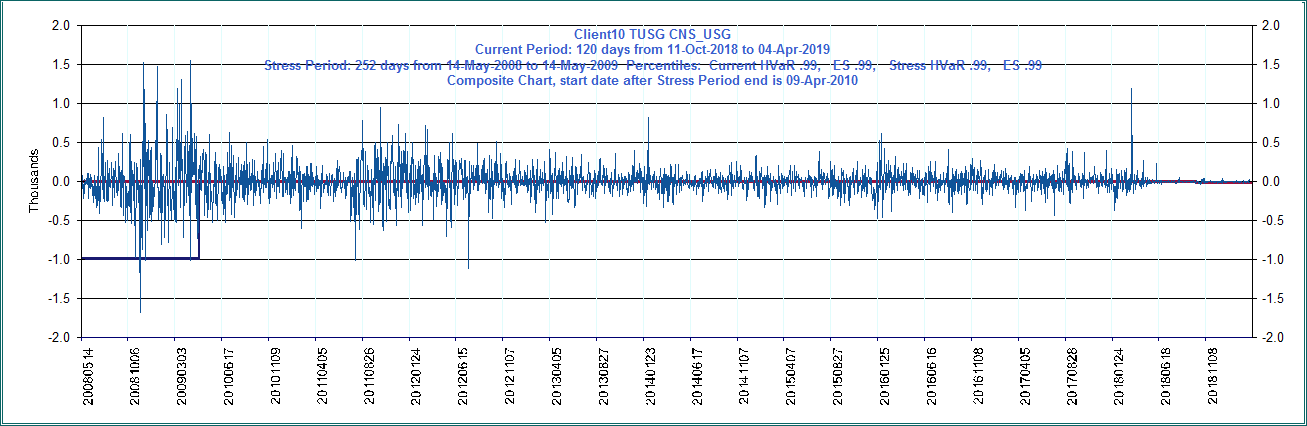 Client10 TUSG CNS_USG
Current Period: 120 days from 11-Oct-2018 to 04-Apr-2019
Stress Period: 252 days from 14-May-2008 to 14-May-2009 Percentiles: Current HVaR .99, ES .99, Stress HVaR .99, ES .99
Composite Chart, start date after Stress Period end is 09-Apr-2010
Thousands
2.0 2.0
1.5 1.5
1.0 1.0
0.5 0.5
0.0 0.0
-0.5 -0.5
-1.0 -1.0
-1.5 -1.5
-2.0 -2.0
20080514 20081006 20090303 20100617 20101109 20110405 20110826 20120124 20120615 20121107 20130405 20130827 20140123 20140617 20141107 20150407 20150827 20160125 20160616 20161108 20170405 20170828 20180124 20180618 20181108